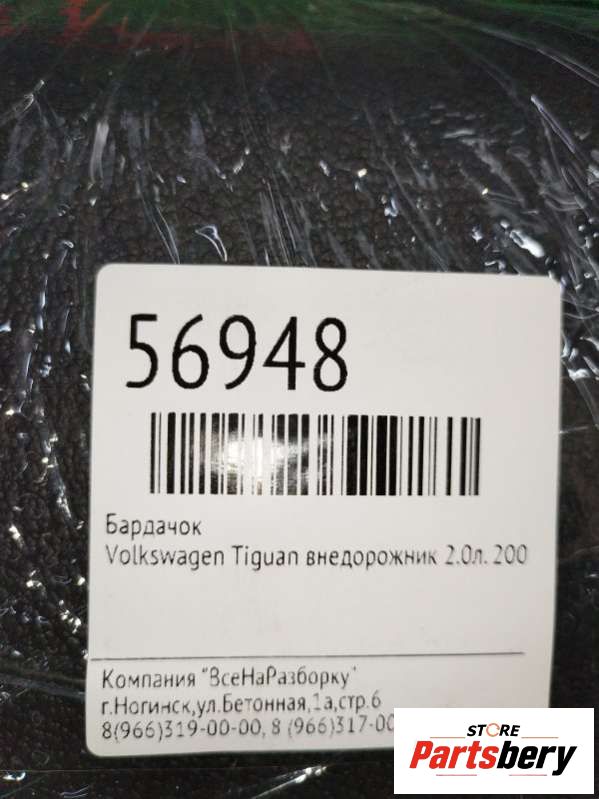 56948
Бардачок
Volkswagen Tiguan внедорожник 2.0л. 200
Компания "ВсеНаРазборку"
г.Ногинск,ул.Бетонная,1а,стр.6
8(966)319-00-00, 8 (966)317-00
STORE
Partsbery